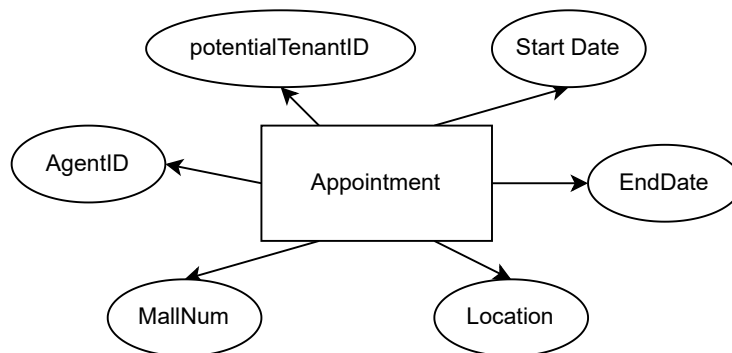 potentialTenantID
Start Date
AgentID
Appointment
EndDate
MallNum
Location